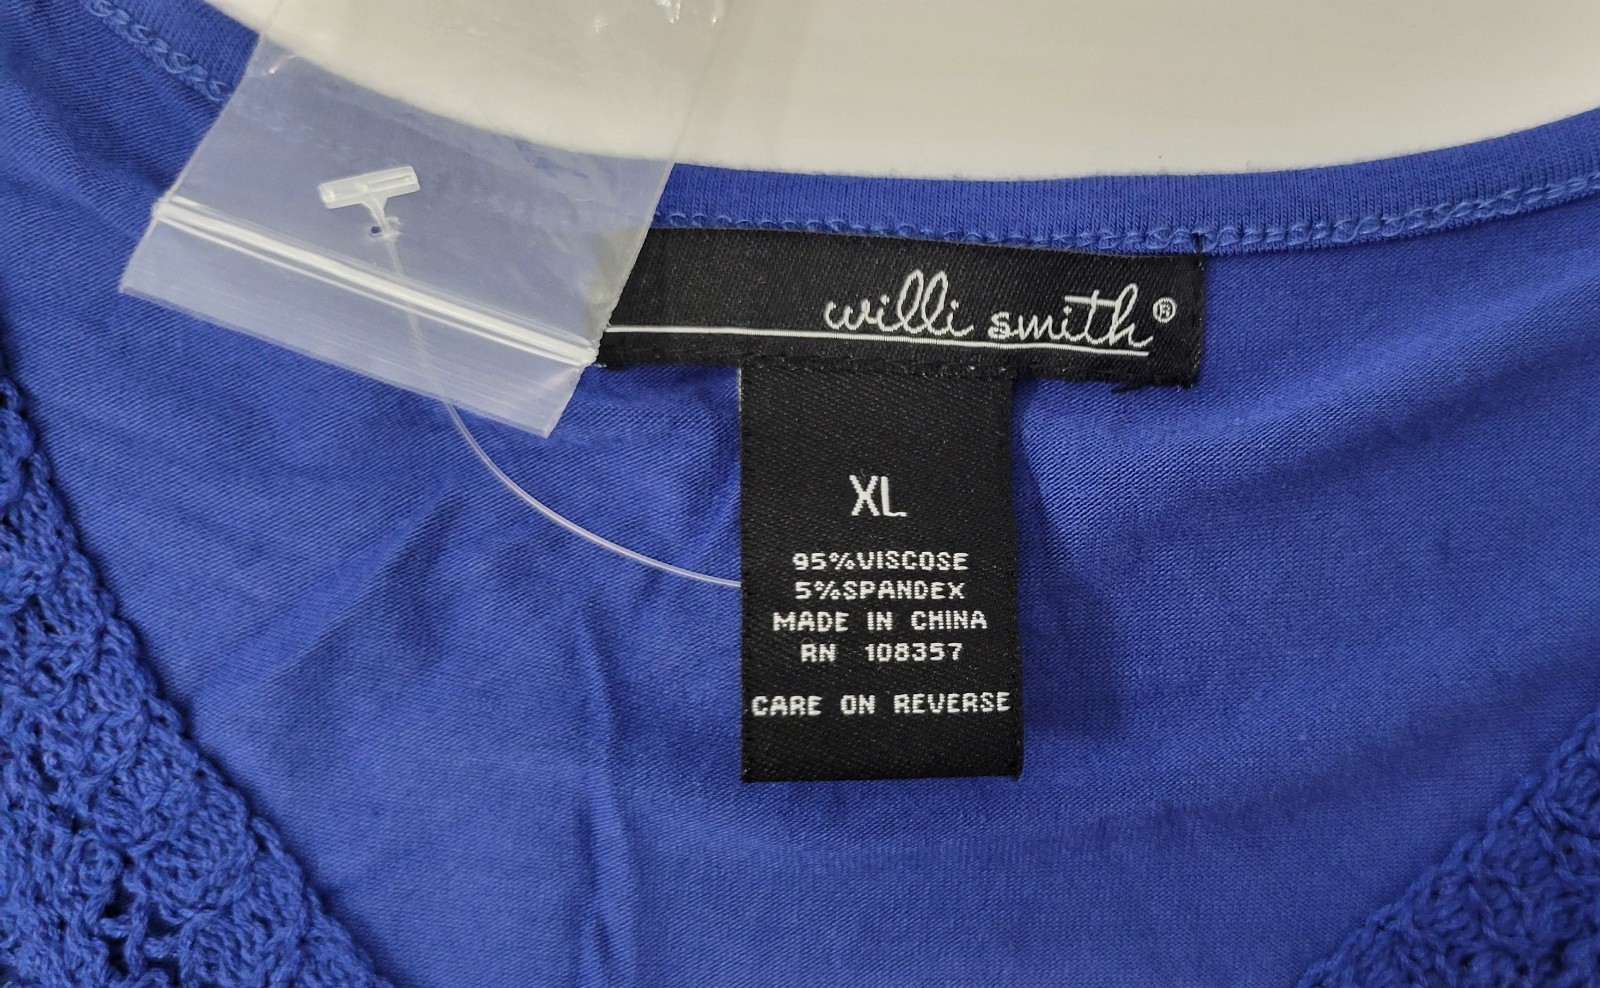 willi smith®
XL
95%VISCOSE
5%SPANDEX
MADE IN CHINA
RN 108357
CARE ON REVERSE